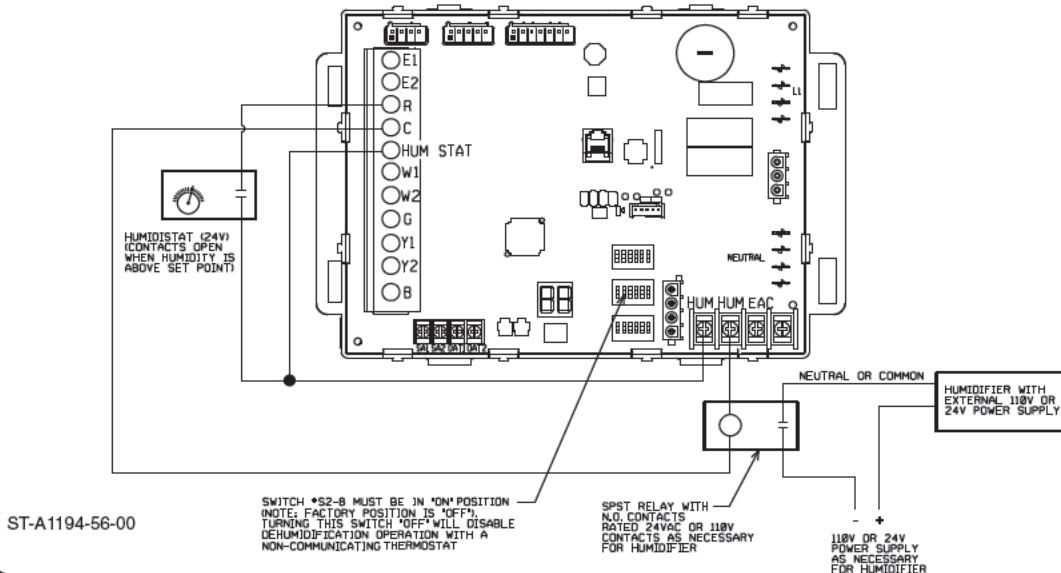 E1
E2
R
C
HUM STAT
W1
W2
G
Y1
Y2
B
L1
NEUTRAL
SA1 SA2 OAT1 OAT2
HUM HUM EAC
HUMIDISTAT (24V)
(CONTACTS OPEN
WHEN HUMIDITY IS
ABOVE SET POINT)
NEUTRAL OR COMMON
HUMIDIFIER WITH
EXTERNAL 110V OR
24V POWER SUPPLY
SWITCH *S2-8 MUST BE IN "ON" POSITION
(NOTE: FACTORY POSITION IS "OFF").
TURNING THIS SWITCH "OFF" WILL DISABLE
DEHUMIDIFICATION OPERATION WITH A
NON-COMMUNICATING THERMOSTAT
SPST RELAY WITH
N.O. CONTACTS
RATED 24VAC OR 110V
CONTACTS AS NECESSARY
FOR HUMIDIFIER
- +
110V OR 24V
POWER SUPPLY
AS NECESSARY
FOR HUMIDIFIER
ST-A1194-56-00